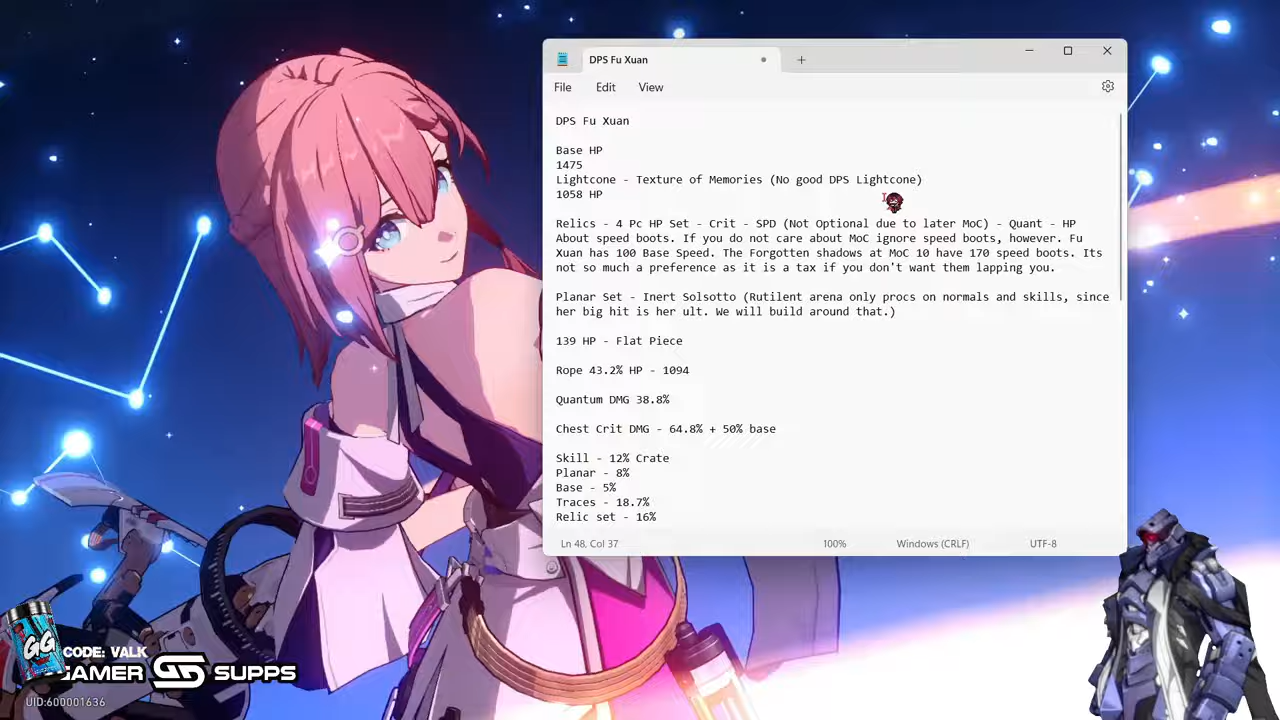 DPS Fu Xuan
File Edit View
DPS Fu Xuan
Base HP
1475
Lightcone - Texture of Memories (No good DPS Lightcone)
1058 HP
Relics - 4 Pc HP Set - Crit - SPD (Not Optional due to later MoC) - Quant - HP
About speed boots. If you do not care about MoC ignore speed boots, however. Fu
Xuan has 100 Base Speed. The Forgotten shadows at MoC 10 have 170 speed boots. Its
not so much a preference as it is a tax if you don't want them lapping you.
Planar Set - Inert Solsotto (Rutilent arena only procs on normals and skills, since
her big hit is her ult. We will build around that.)
139 HP - Flat Piece
Rope 43.2% HP - 1094
Quantum DMG 38.8%
Chest Crit DMG - 64.8% + 50% base
Skill - 12% Crate
Planar - 8%
Base - 5%
Traces - 18.7%
Relic set - 16%
Ln 48, Col 37 100% Windows (CRLF) UTF-8
GG
CODE: VALK
GAMER GS SUPPS
UID:600001636